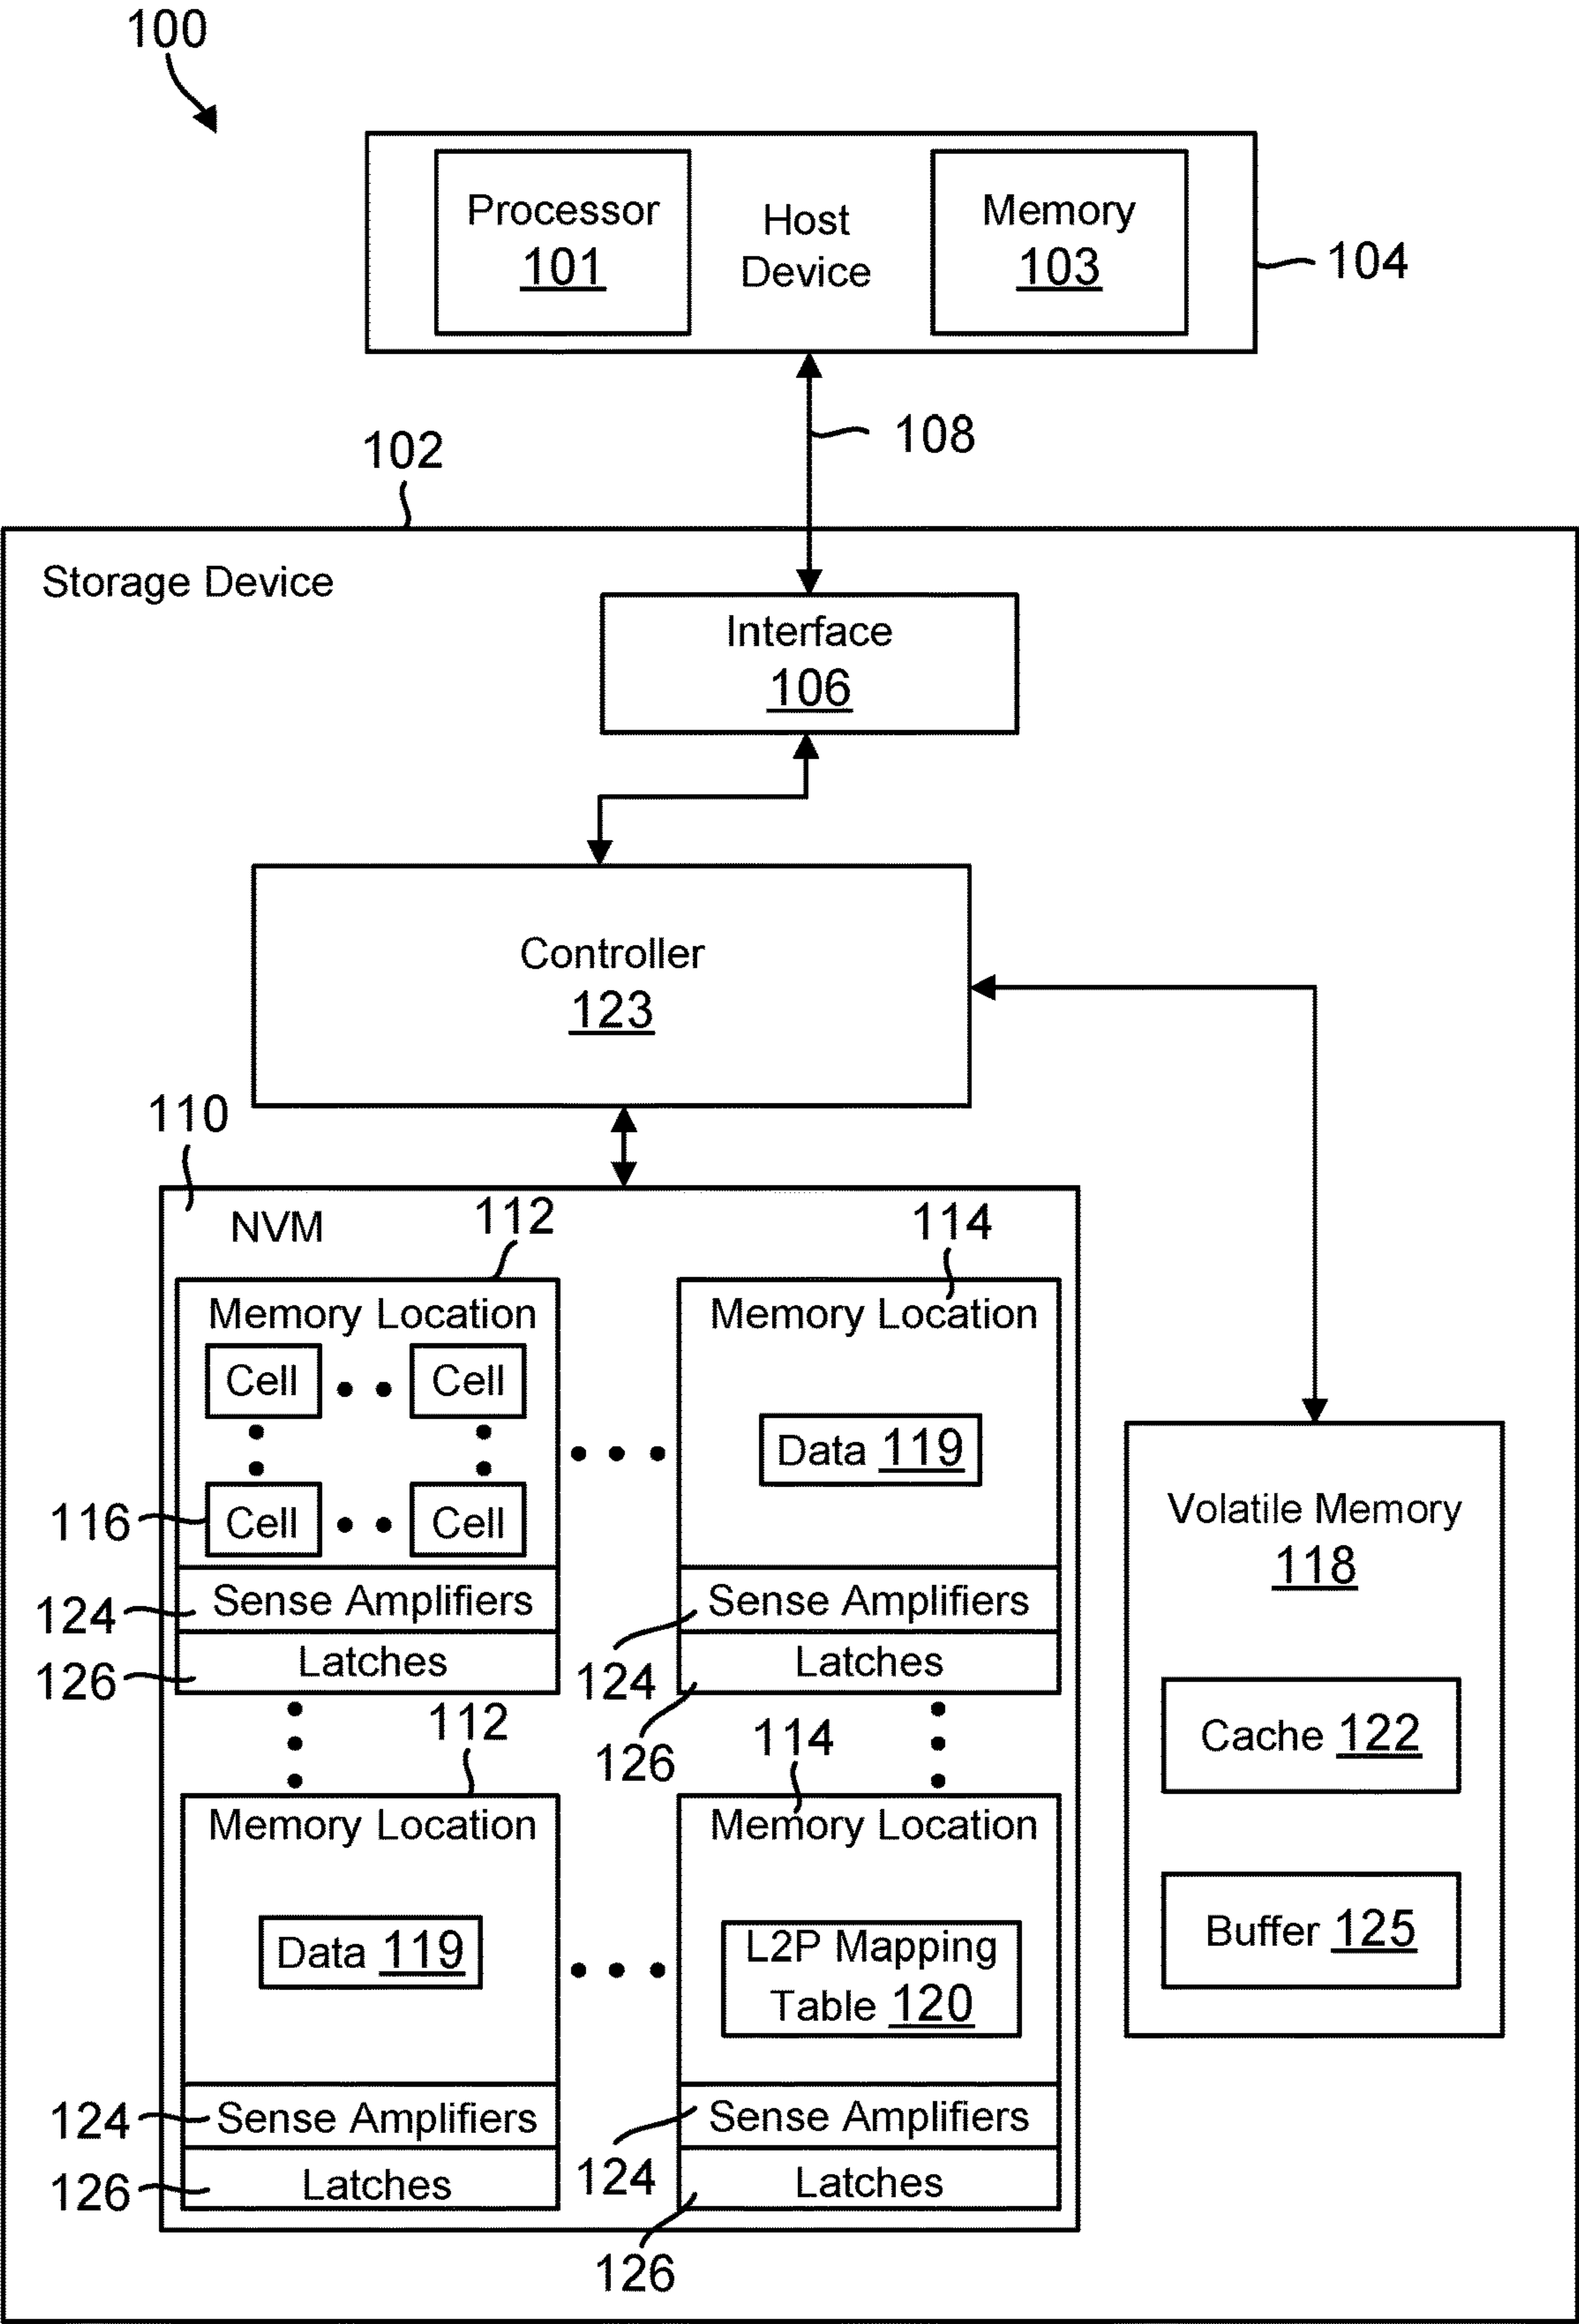 100
Processor
101
Host
Device
Memory
103
104
108
102
Storage Device
Interface
106
Controller
123
110
NVM
112
114
Memory Location
Cell
Cell
Cell
Cell
116
Sense Amplifiers
124
Latches
126
Memory Location
Data 119
Sense Amplifiers
124
Latches
126
112
Memory Location
Data 119
Sense Amplifiers
124
Latches
126
114
Memory Location
L2P Mapping
Table 120
Sense Amplifiers
124
Latches
126
Volatile Memory
118
Cache 122
Buffer 125